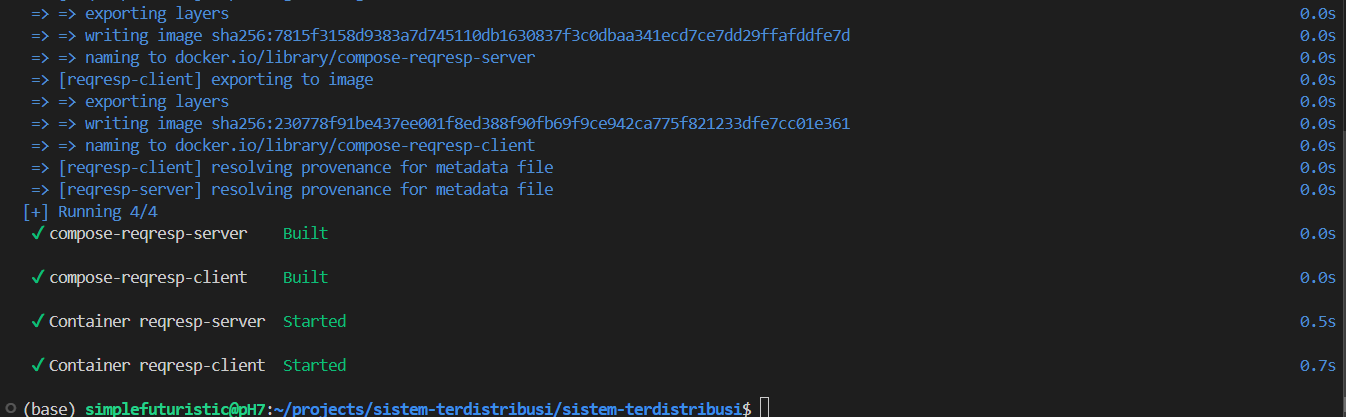 => => exporting layers 0.0s
=> => writing image sha256:7815f3158d9383a7d745110db1630837f3c0dbaa341ecd7ce7dd29ffafddfe7d 0.0s
=> => naming to docker.io/library/compose-reqresp-server 0.0s
=> [reqresp-client] exporting to image 0.0s
=> => exporting layers 0.0s
=> => writing image sha256:230778f91be437ee001f8ed388f90fb69f9ce942ca775f821233dfe7cc01e361 0.0s
=> => naming to docker.io/library/compose-reqresp-client 0.0s
=> [reqresp-client] resolving provenance for metadata file 0.0s
=> [reqresp-server] resolving provenance for metadata file 0.0s
[+] Running 4/4
✔ compose-reqresp-server Built 0.0s
✔ compose-reqresp-client Built 0.0s
✔ Container reqresp-server Started 0.5s
✔ Container reqresp-client Started 0.7s
(base) simplefuturistic@pH7:~/projects/sistem-terdistribusi/sistem-terdistribusi$